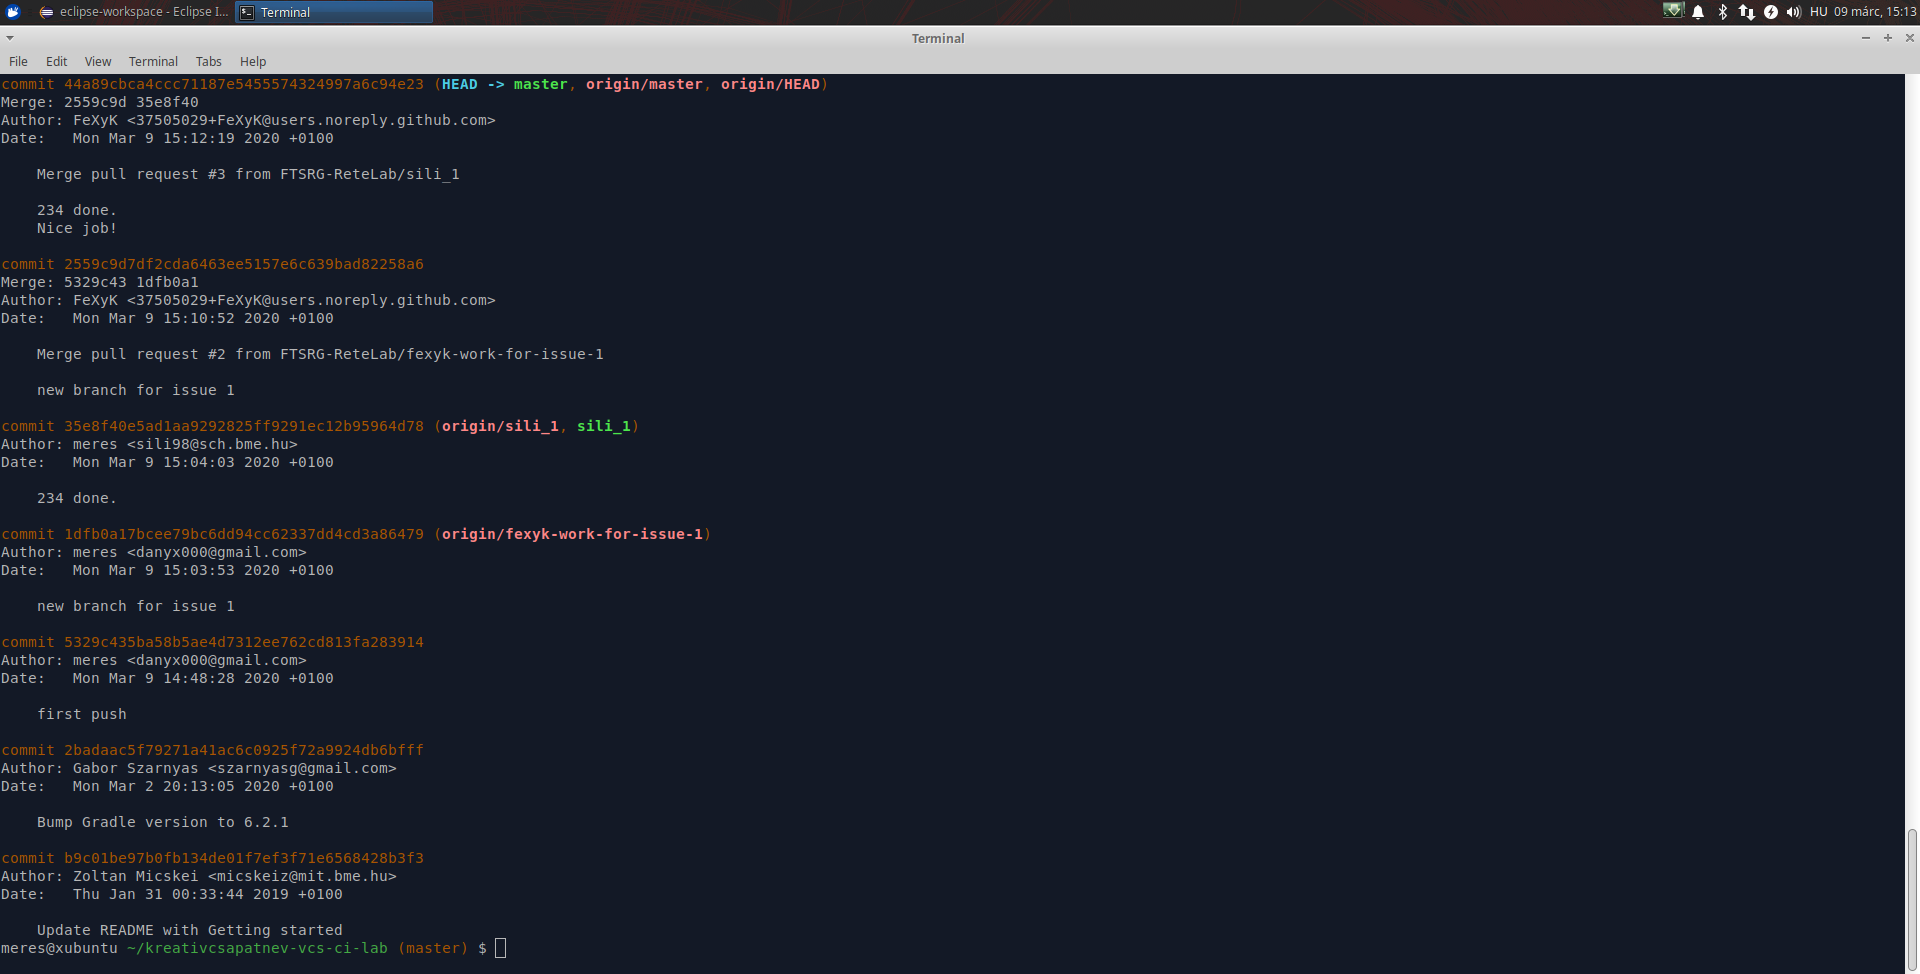 eclipse-workspace - Eclipse I...
Terminal
HU 09 márc, 15:13
Terminal
File Edit View Terminal Tabs Help
commit 44a89cbca4ccc71187e5455574324997a6c94e23 (HEAD -> master, origin/master, origin/HEAD)
Merge: 2559c9d 35e8f40
Author: FeXyK <37505029+FeXyK@users.noreply.github.com>
Date:   Mon Mar 9 15:12:19 2020 +0100
    Merge pull request #3 from FTSRG-ReteLab/sili_1
    234 done.
    Nice job!
commit 2559c9d7df2cda6463ee5157e6c639bad82258a6
Merge: 5329c43 1dfb0a1
Author: FeXyK <37505029+FeXyK@users.noreply.github.com>
Date:   Mon Mar 9 15:10:52 2020 +0100
    Merge pull request #2 from FTSRG-ReteLab/fexyk-work-for-issue-1
    new branch for issue 1
commit 35e8f40e5ad1aa9292825ff9291ec12b95964d78 (origin/sili_1, sili_1)
Author: meres <sili98@sch.bme.hu>
Date:   Mon Mar 9 15:04:03 2020 +0100
    234 done.
commit 1dfb0a17bcee79bc6dd94cc62337dd4cd3a86479 (origin/fexyk-work-for-issue-1)
Author: meres <danyx000@gmail.com>
Date:   Mon Mar 9 15:03:53 2020 +0100
    new branch for issue 1
commit 5329c435ba58b5ae4d7312ee762cd813fa283914
Author: meres <danyx000@gmail.com>
Date:   Mon Mar 9 14:48:28 2020 +0100
    first push
commit 2badaac5f79271a41ac6c0925f72a9924db6bfff
Author: Gabor Szarnyas <szarnyasg@gmail.com>
Date:   Mon Mar 2 20:13:05 2020 +0100
    Bump Gradle version to 6.2.1
commit b9c01be97b0fb134de01f7ef3f71e6568428b3f3
Author: Zoltan Micskei <micskeiz@mit.bme.hu>
Date:   Thu Jan 31 00:33:44 2019 +0100
    Update README with Getting started
meres@xubuntu ~/kreativcsapatnev-vcs-ci-lab (master) $